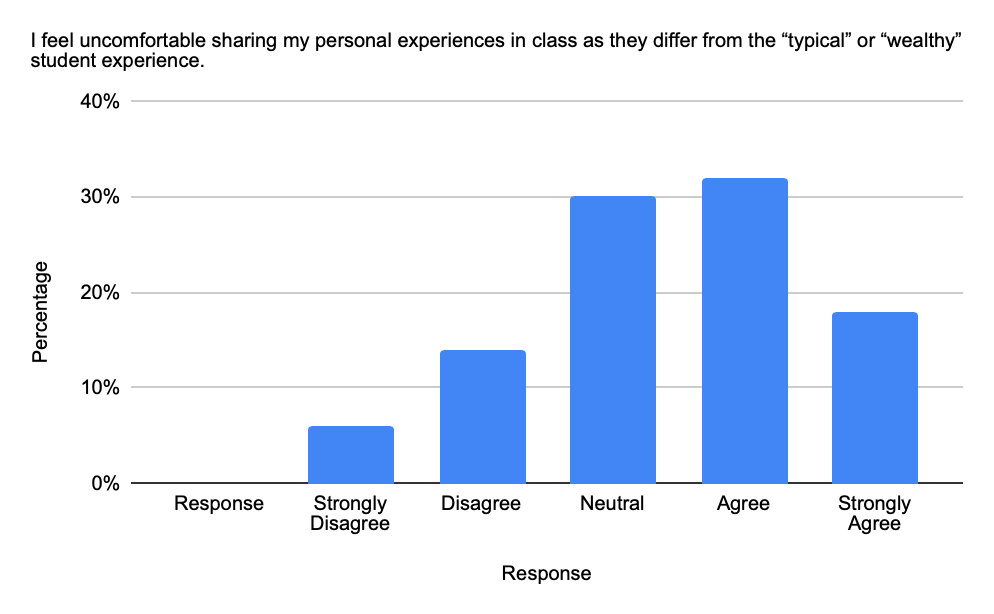 I feel uncomfortable sharing my personal experiences in class as they differ from the “typical” or “wealthy”
student experience.
40%
30%
20%
10%
0%
Percentage
Response
Strongly
Disagree
Disagree
Neutral
Agree
Strongly
Agree
Response